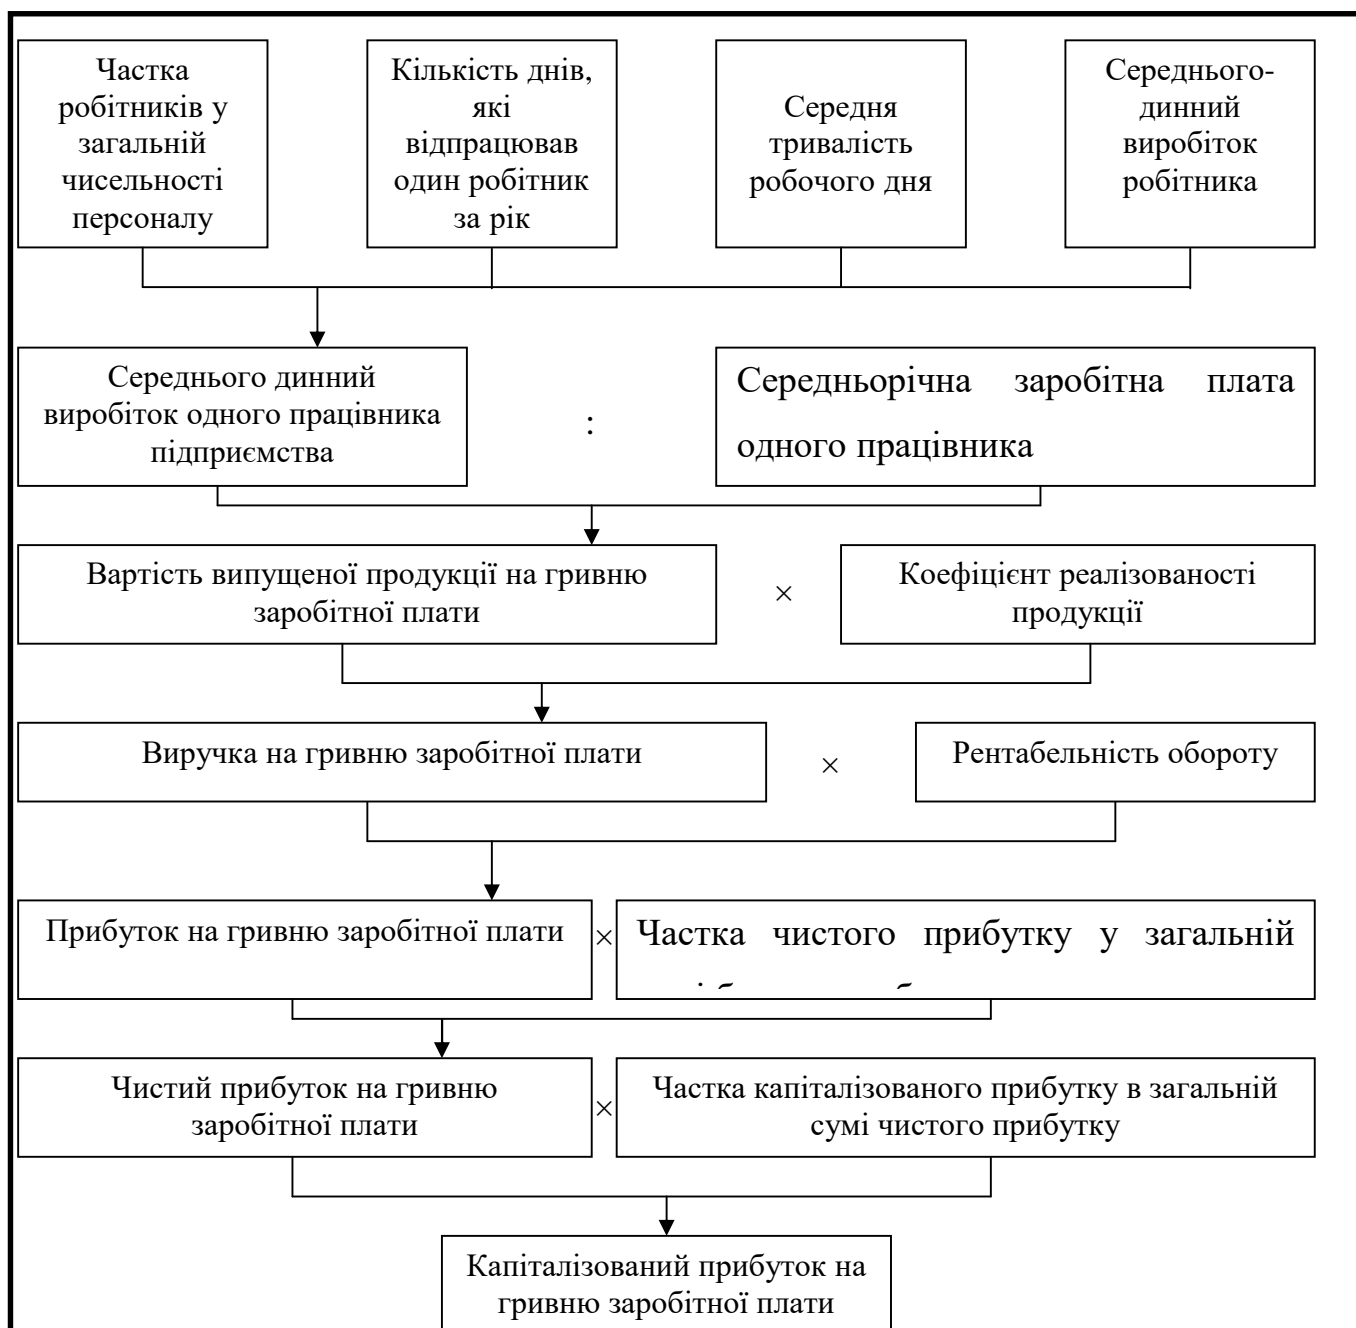 Частка
робітників у
загальній
чисельності
персоналу
Кількість днів,
які
відпрацював
один робітник
за рік
Середня
тривалість
робочого дня
Середнього-
динний
виробіток
робітника
Середнього динний
виробіток одного працівника
підприємства
:
Середньорічна заробітна плата
одного працівника
Вартість випущеної продукції на гривню
заробітної плати
×
Коефіцієнт реалізованості
продукції
Виручка на гривню заробітної плати
×
Рентабельність обороту
Прибуток на гривню заробітної плати
×
Частка чистого прибутку у загальній
Чистий прибуток на гривню
заробітної плати
×
Частка капіталізованого прибутку в загальній
сумі чистого прибутку
Капіталізований прибуток на
гривню заробітної плати